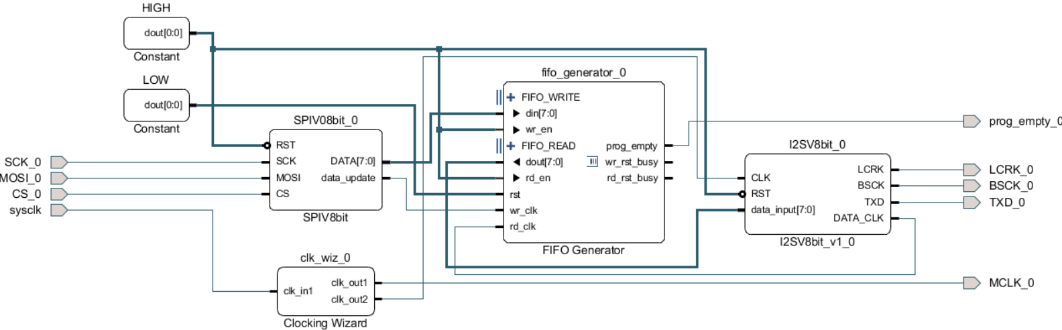 HIGH
dout[0:0]
Constant
LOW
dout[0:0]
Constant
SCK_0
MOSI_0
CS_0
sysclk
SPIV08bit_0
RST
SCK
MOSI
CS
DATA[7:0]
data_update
SPIV8bit
clk_wiz_0
clk_in1
clk_out1
clk_out2
Clocking Wizard
fifo_generator_0
FIFO_WRITE
din[7:0]
wr_en
FIFO_READ
dout[7:0]
rd_en
rst
wr_clk
rd_clk
prog_empty
wr_rst_busy
rd_rst_busy
FIFO Generator
I2SV8bit_0
CLK
RST
data_input[7:0]
LCRK
BSCK
TXD
DATA_CLK
I2SV8bit_v1_0
prog_empty_0
LCRK_0
BSCK_0
TXD_0
MCLK_0